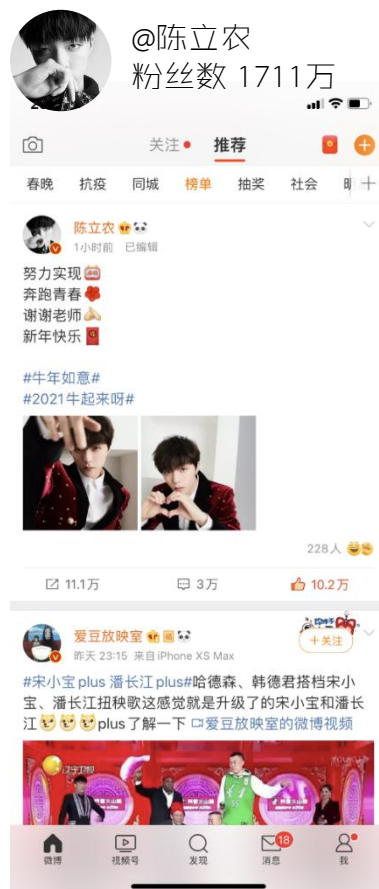 @陈立农
粉丝数 1711万
关注 推荐
春晚 抗疫 同城 榜单 抽奖 社会
陈立农
1小时前 已编辑
努力实现
奔跑青春
谢谢老师
新年快乐
#牛年如意#
#2021牛起来呀#
228人
11.1万 3万 10.2万
爱豆放映室
昨天 23:15 来自iPhone XS Max
+关注
#宋小宝plus 潘长江plus#哈德森、韩德君搭档宋小
宝、潘长江扭秧歌这感觉就是升级了的宋小宝和潘长
江plus了解一下 爱豆放映室的微博视频
辽宁卫视
18
微博 视频号 发现 消息 我